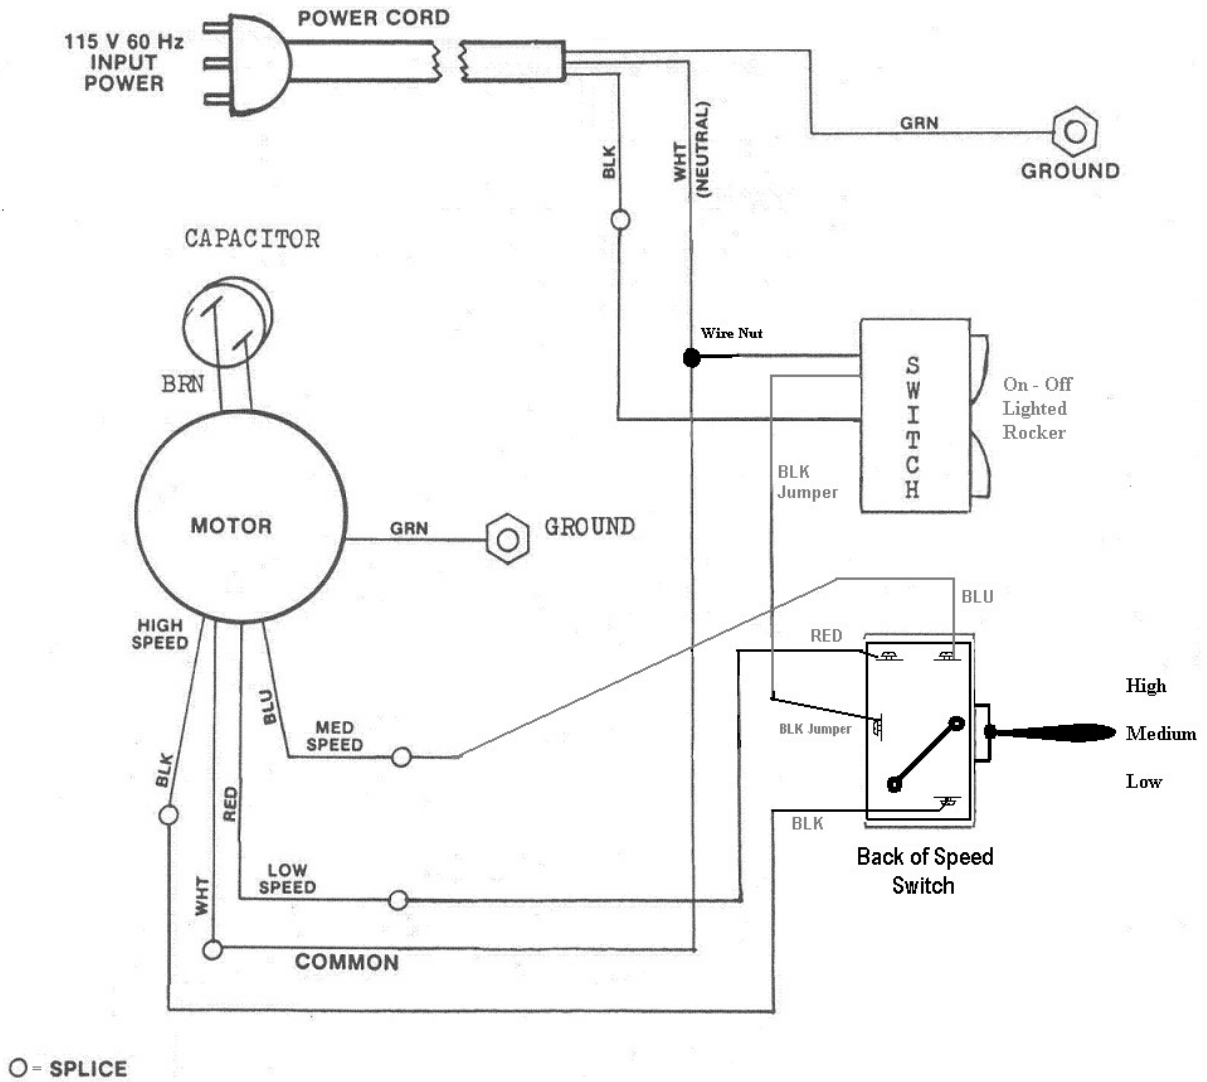 POWER CORD
115 V 60 Hz
INPUT
POWER
BLK
WHT
(NEUTRAL)
GRN
GROUND
CAPACITOR
BRN
Wire Nut
SWITCH
On - Off
Lighted
Rocker
BLK
Jumper
MOTOR
GRN
GROUND
HIGH
SPEED
BLU
RED
BLU
MED
SPEED
BLK Jumper
High
Medium
Low
BLK
RED
BLK
Back of Speed
Switch
LOW
SPEED
WHT
COMMON
= SPLICE